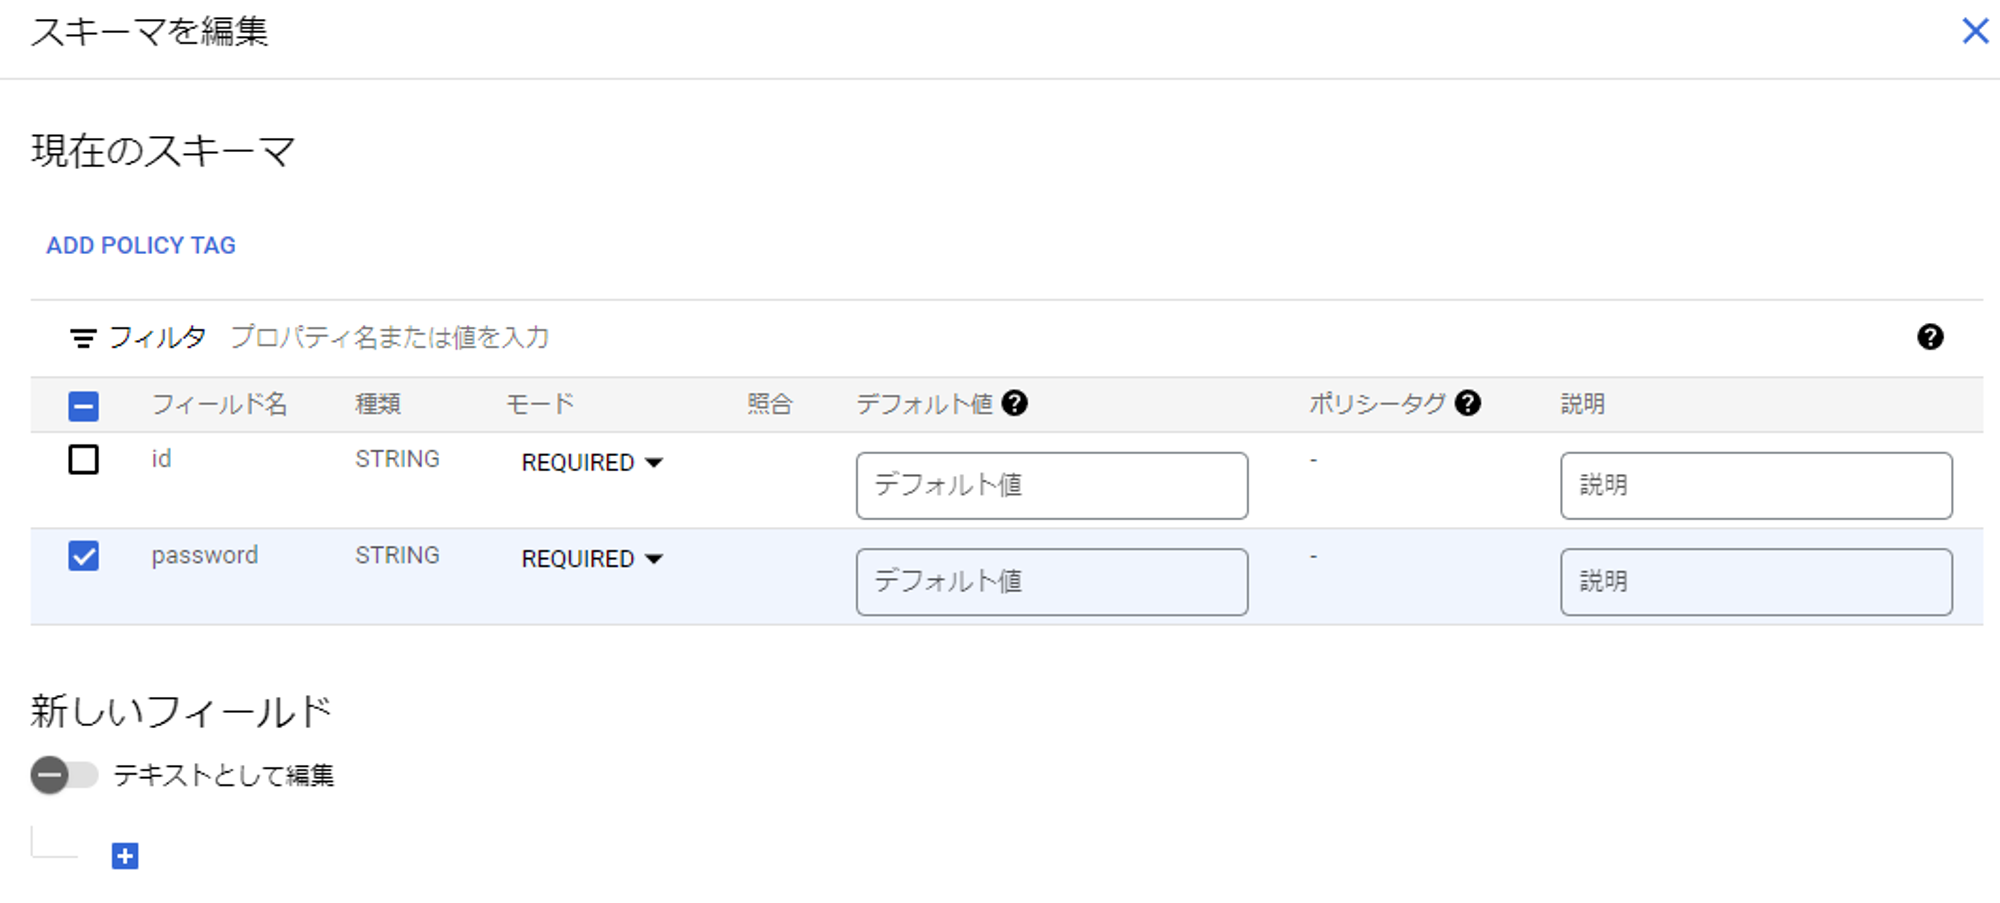 スキーマを編集
現在のスキーマ
ADD POLICY TAG
フィルタ プロパティ名または値を入力
フィールド名 種類 モード 照合 デフォルト値 ポリシータグ 説明
id STRING REQUIRED デフォルト値 - 説明
password STRING REQUIRED デフォルト値 - 説明
新しいフィールド
テキストとして編集